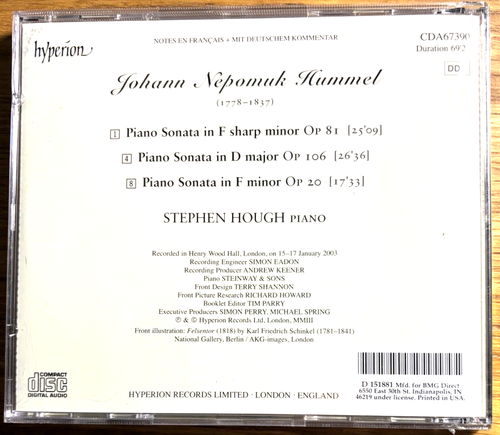 hyperion
NOTES EN FRANÇAIS + MIT DEUTSCHEM KOMMENTAR
CDA67390
Duration 69'2
DD
Johann Nepomuk Hummel
(1778–1837)
1 Piano Sonata in F sharp minor OP 81 [25'09]
4 Piano Sonata in D major OP 106 [26'36]
8 Piano Sonata in F minor OP 20 [17'33]
STEPHEN HOUGH PIANO
Recorded in Henry Wood Hall, London, on 15–17 January 2003
Recording Engineer SIMON EADON
Recording Producer ANDREW KEENER
Piano STEINWAY & SONS
Front Design TERRY SHANNON
Front Picture Research RICHARD HOWARD
Booklet Editor TIM PARRY
Executive Producers SIMON PERRY, MICHAEL SPRING
℗ & © Hyperion Records Ltd, London, MMIII
Front illustration: Felsentor (1818) by Karl Friedrich Schinkel (1781–1841)
National Gallery, Berlin / AKG-images, London
COMPACT
disc
DIGITAL AUDIO
D 151881 Mfd. for BMG Direct
6550 East 30th St. Indianapolis, IN
46219 under license. Printed in USA
HYPERION RECORDS LIMITED · LONDON · ENGLAND